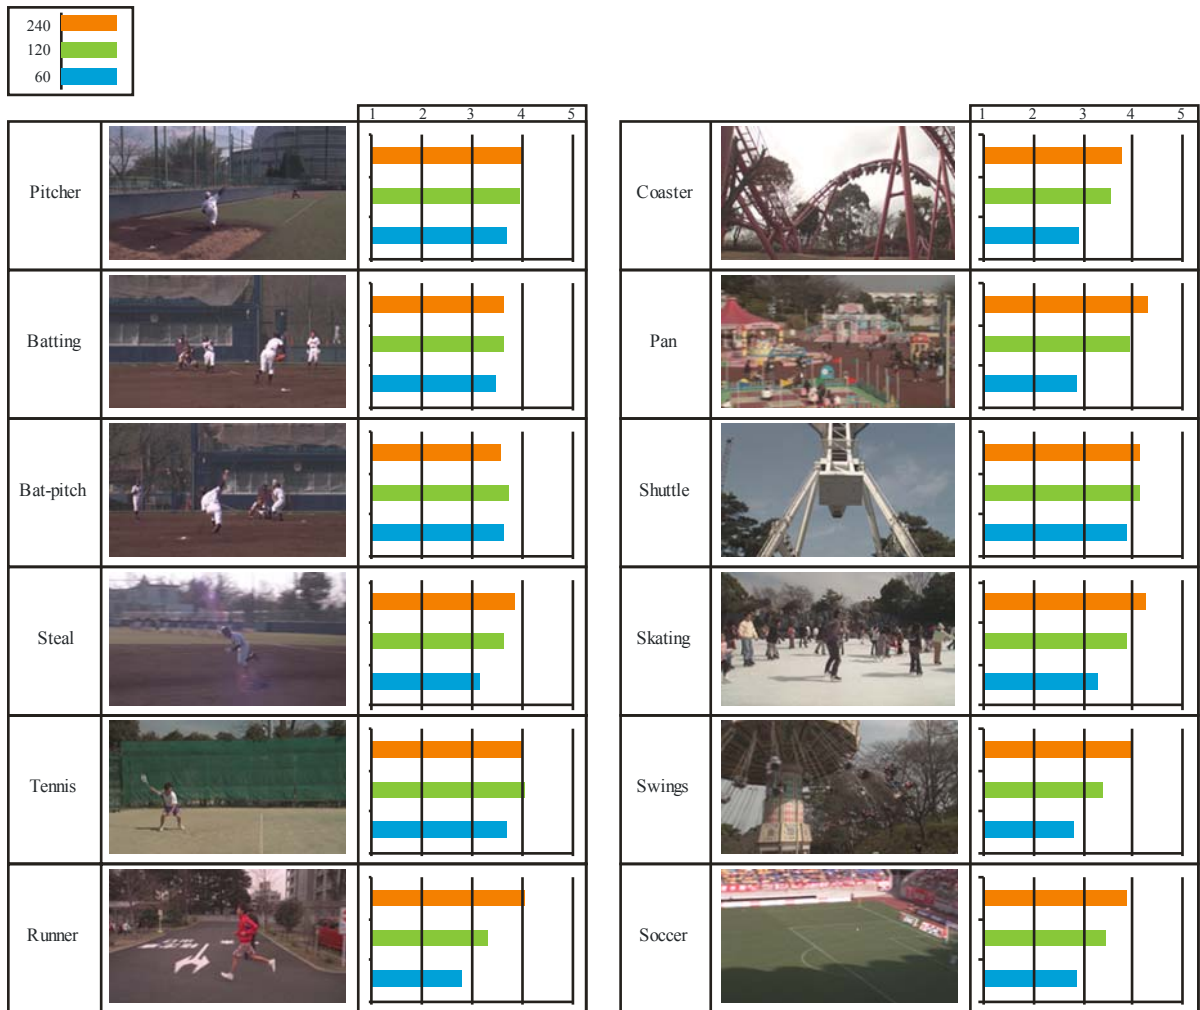 240
120
60
1 2 3 4 5
Pitcher
Batting
Bat-pitch
Steal
Tennis
Runner
1 2 3 4 5
Coaster
Pan
Shuttle
Skating
Swings
Soccer